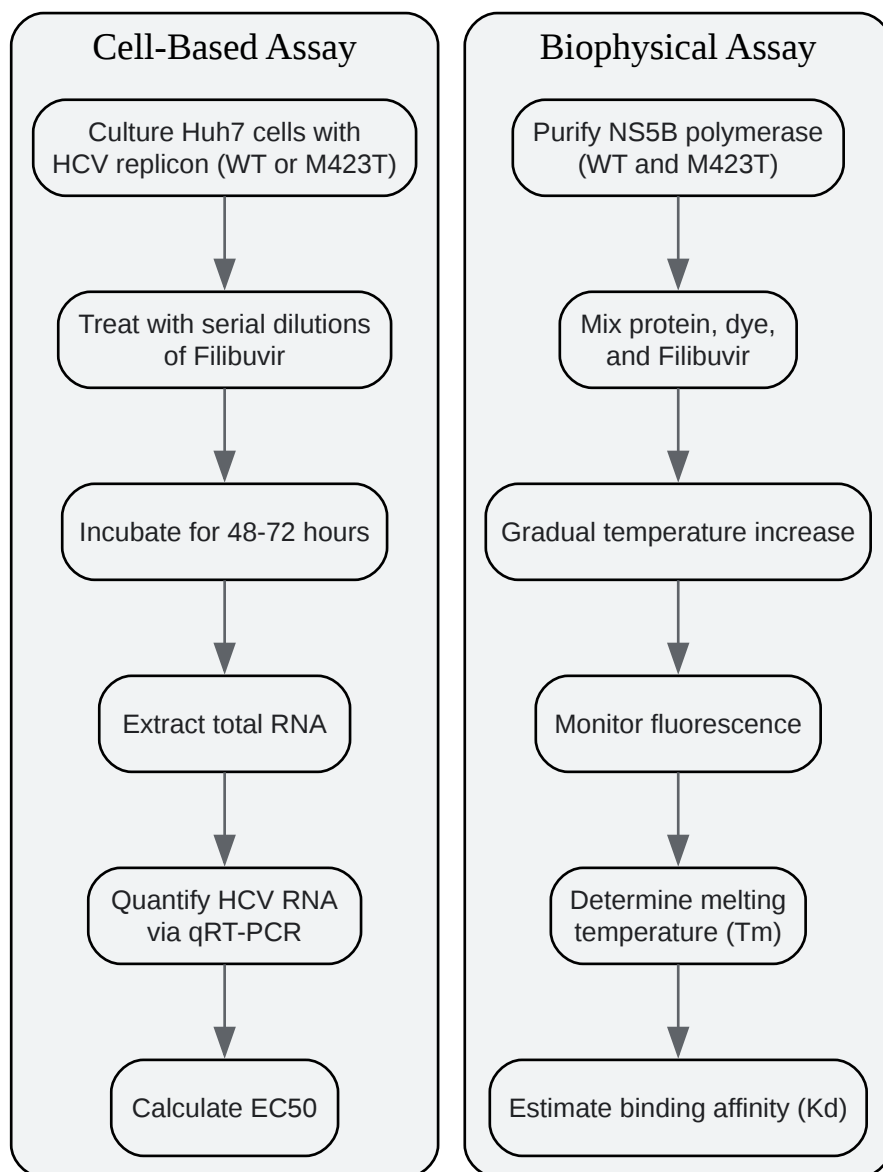 Cell-Based Assay
Culture Huh7 cells with
HCV replicon (WT or M423T)
Treat with serial dilutions
of Filibuvir
Incubate for 48-72 hours
Extract total RNA
Quantify HCV RNA
via qRT-PCR
Calculate EC50
Biophysical Assay
Purify NS5B polymerase
(WT and M423T)
Mix protein, dye,
and Filibuvir
Gradual temperature increase
Monitor fluorescence
Determine melting
temperature (Tm)
Estimate binding affinity (Kd)